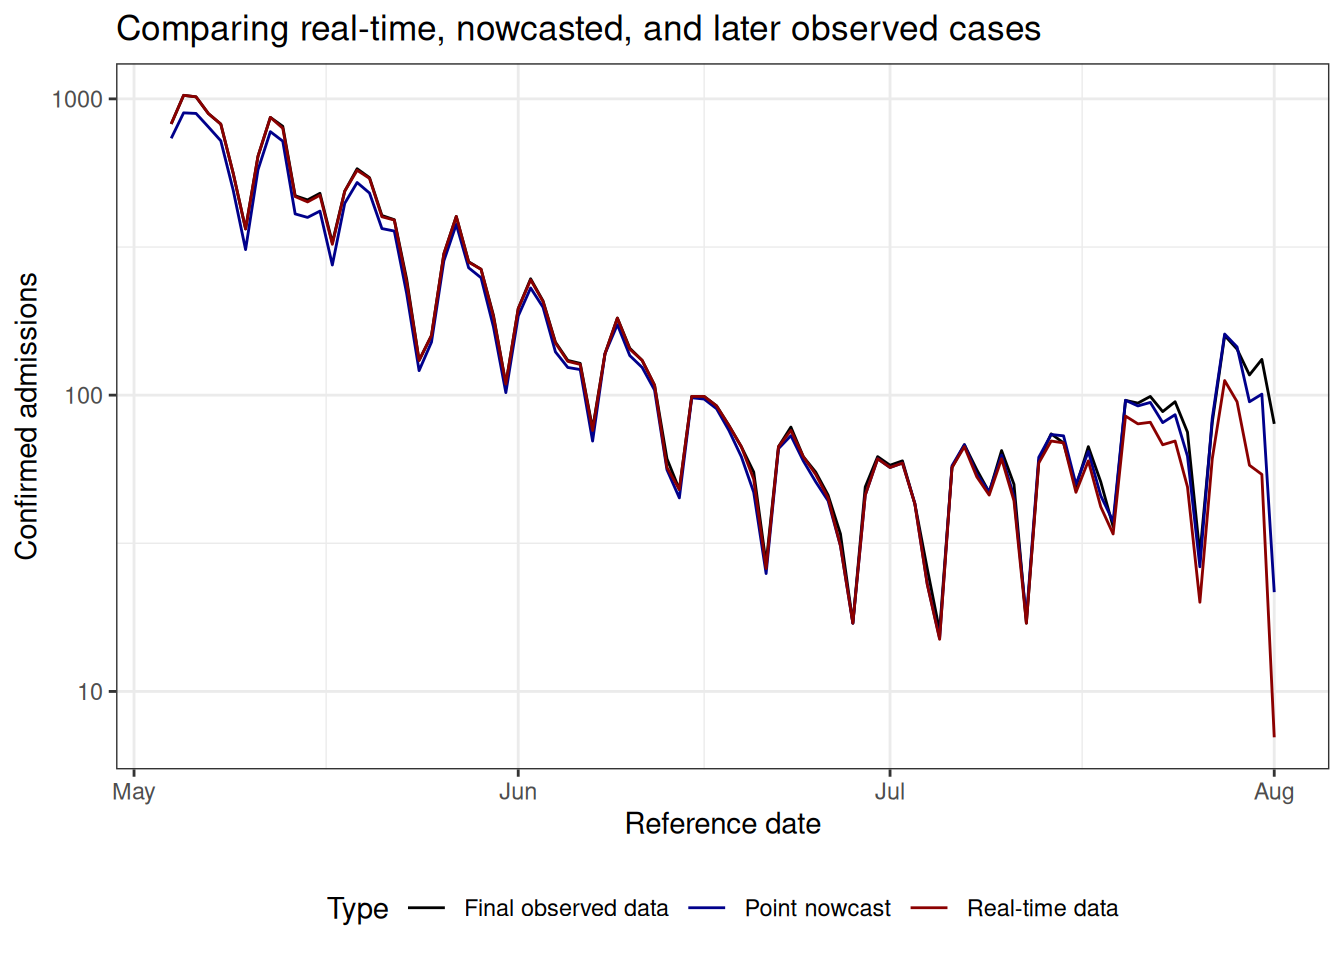 Comparing real-time, nowcasted, and later observed cases
Confirmed admissions
1000
100
10
May Jun Jul Aug
Reference date
Type Final observed data Point nowcast Real-time data